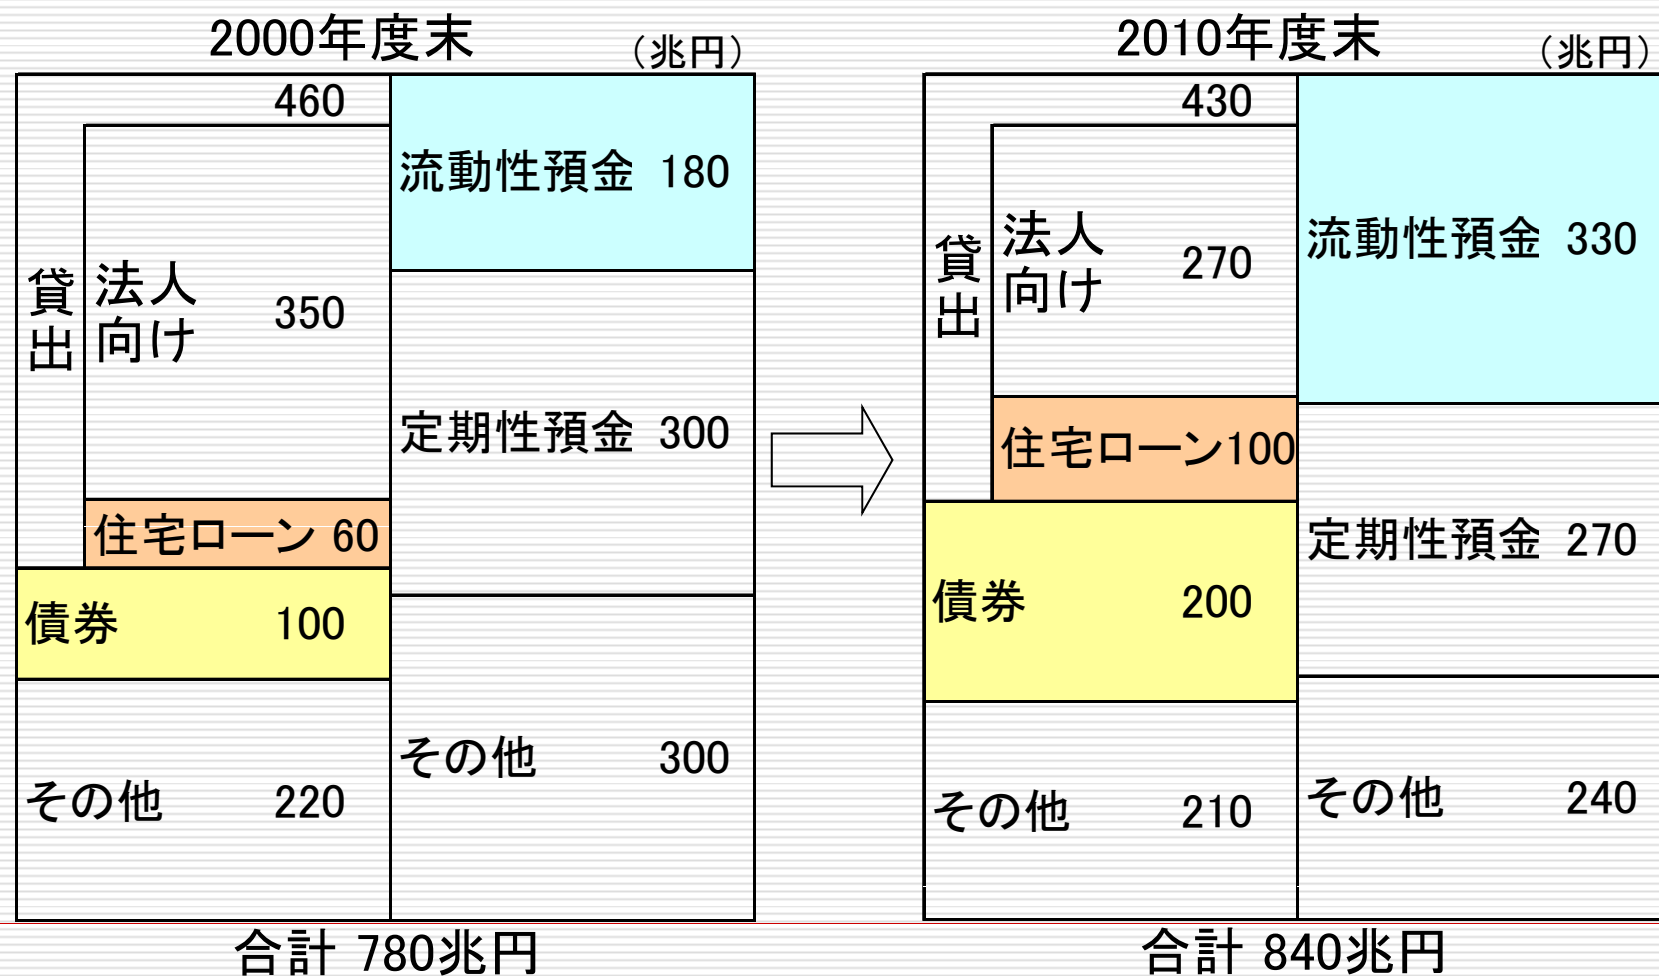 2000年度末
（兆円）
460
貸出
法人
向け
350
住宅ローン 60
債券 100
その他 220
流動性預金 180
定期性預金 300
その他 300
合計 780兆円
2010年度末
（兆円）
430
貸出
法人
向け
270
住宅ローン100
債券 200
その他 210
流動性預金 330
定期性預金 270
その他 240
合計 840兆円